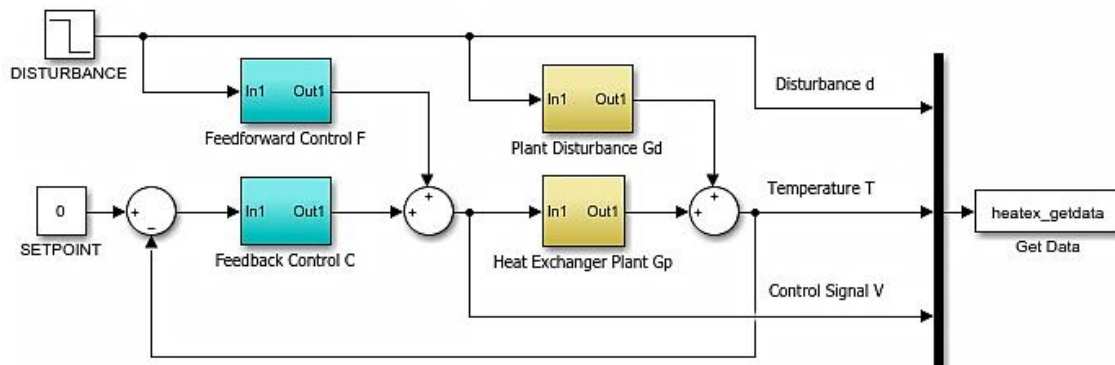 DISTURBANCE
In1 Out1
Feedforward Control F
In1 Out1
Plant Disturbance Gd
Disturbance d
0
SETPOINT
+
−
In1 Out1
Feedback Control C
+
+
In1 Out1
Heat Exchanger Plant Gp
+
+
Temperature T
Control Signal V
heatex_getdata
Get Data